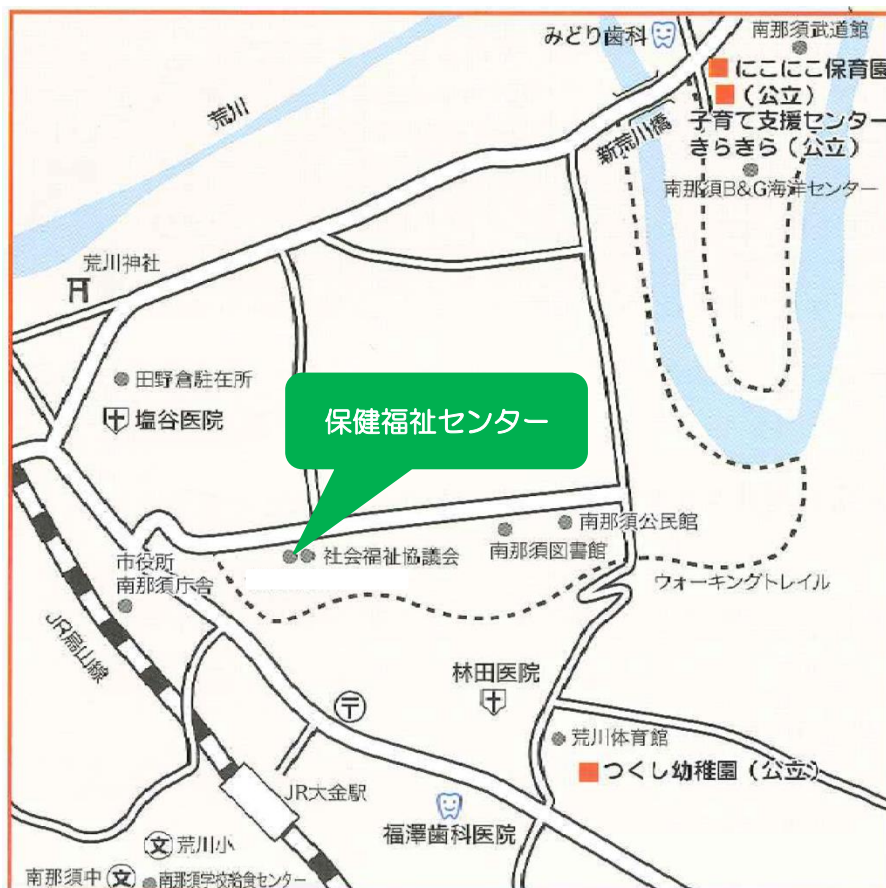 みどり歯科
南那須武道館
にこにこ保育園
（公立）
子育て支援センター
きらきら（公立）
南那須B&G海洋センター
荒川
新荒川橋
荒川神社
田野倉駐在所
塩谷医院
保健福祉センター
南那須公民館
南那須図書館
社会福祉協議会
市役所
南那須庁舎
ウォーキングトレイル
JR烏山線
林田医院
〒
荒川体育館
つくし幼稚園（公立）
JR大金駅
福澤歯科医院
文 荒川小
南那須中 文
南那須学校給食センター